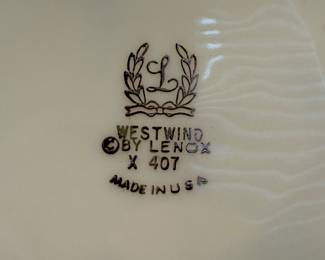 L
WESTWIND
© BY LENOX
X 407
MADE IN USA